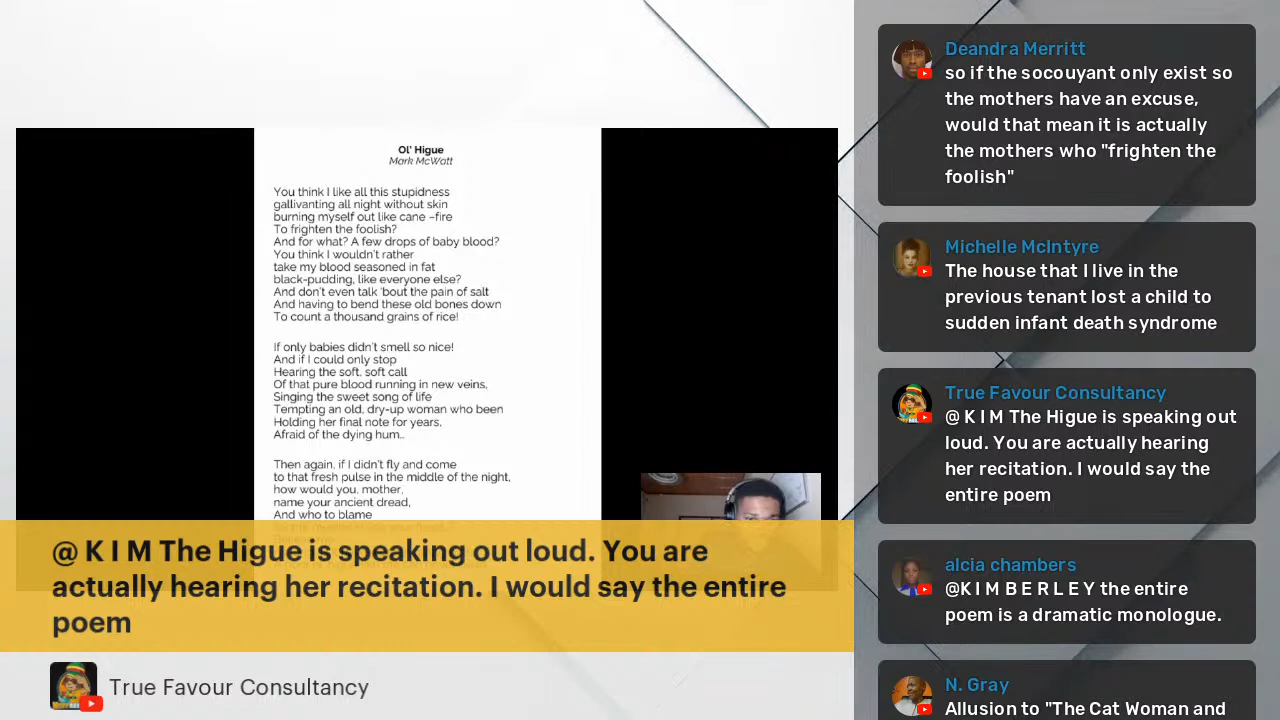 Ol' Higue
Mark McWatt
You think I like all this stupidness
gallivanting all night without skin
burning myself out like cane –fire
To frighten the foolish?
And for what? A few drops of baby blood?
You think I wouldn't rather
take my blood seasoned in fat
black-pudding, like everyone else?
And don't even talk 'bout the pain of salt
And having to bend these old bones down
To count a thousand grains of rice!
If only babies didn't smell so nice!
And if I could only stop
Hearing the soft, soft call
Of that pure blood running in new veins,
Singing the sweet song of life
Tempting an old, dry-up woman who been
Holding her final note for years,
Afraid of the dying hum...
Then again, if I didn't fly and come
to that fresh pulse in the middle of the night,
how would you, mother,
name your ancient dread,
And who to blame
@ K I M The Higue is speaking out loud. You are
actually hearing her recitation. I would say the entire
poem
True Favour Consultancy
Deandra Merritt
so if the socouyant only exist so
the mothers have an excuse,
would that mean it is actually
the mothers who "frighten the
foolish"
Michelle McIntyre
The house that I live in the
previous tenant lost a child to
sudden infant death syndrome
True Favour Consultancy
@ K I M The Higue is speaking out
loud. You are actually hearing
her recitation. I would say the
entire poem
alcia chambers
@K I M B E R L E Y the entire
poem is a dramatic monologue.
N. Gray
Allusion to "The Cat Woman and